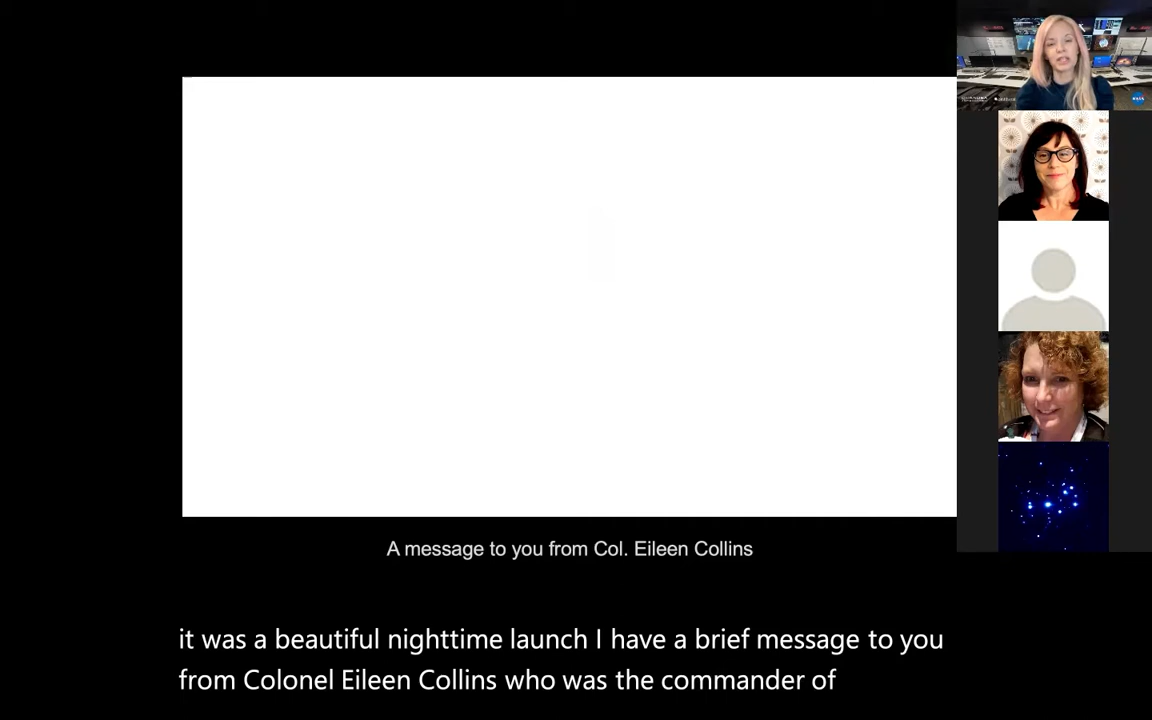 NASA
A message to you from Col. Eileen Collins
it was a beautiful nighttime launch I have a brief message to you
from Colonel Eileen Collins who was the commander of